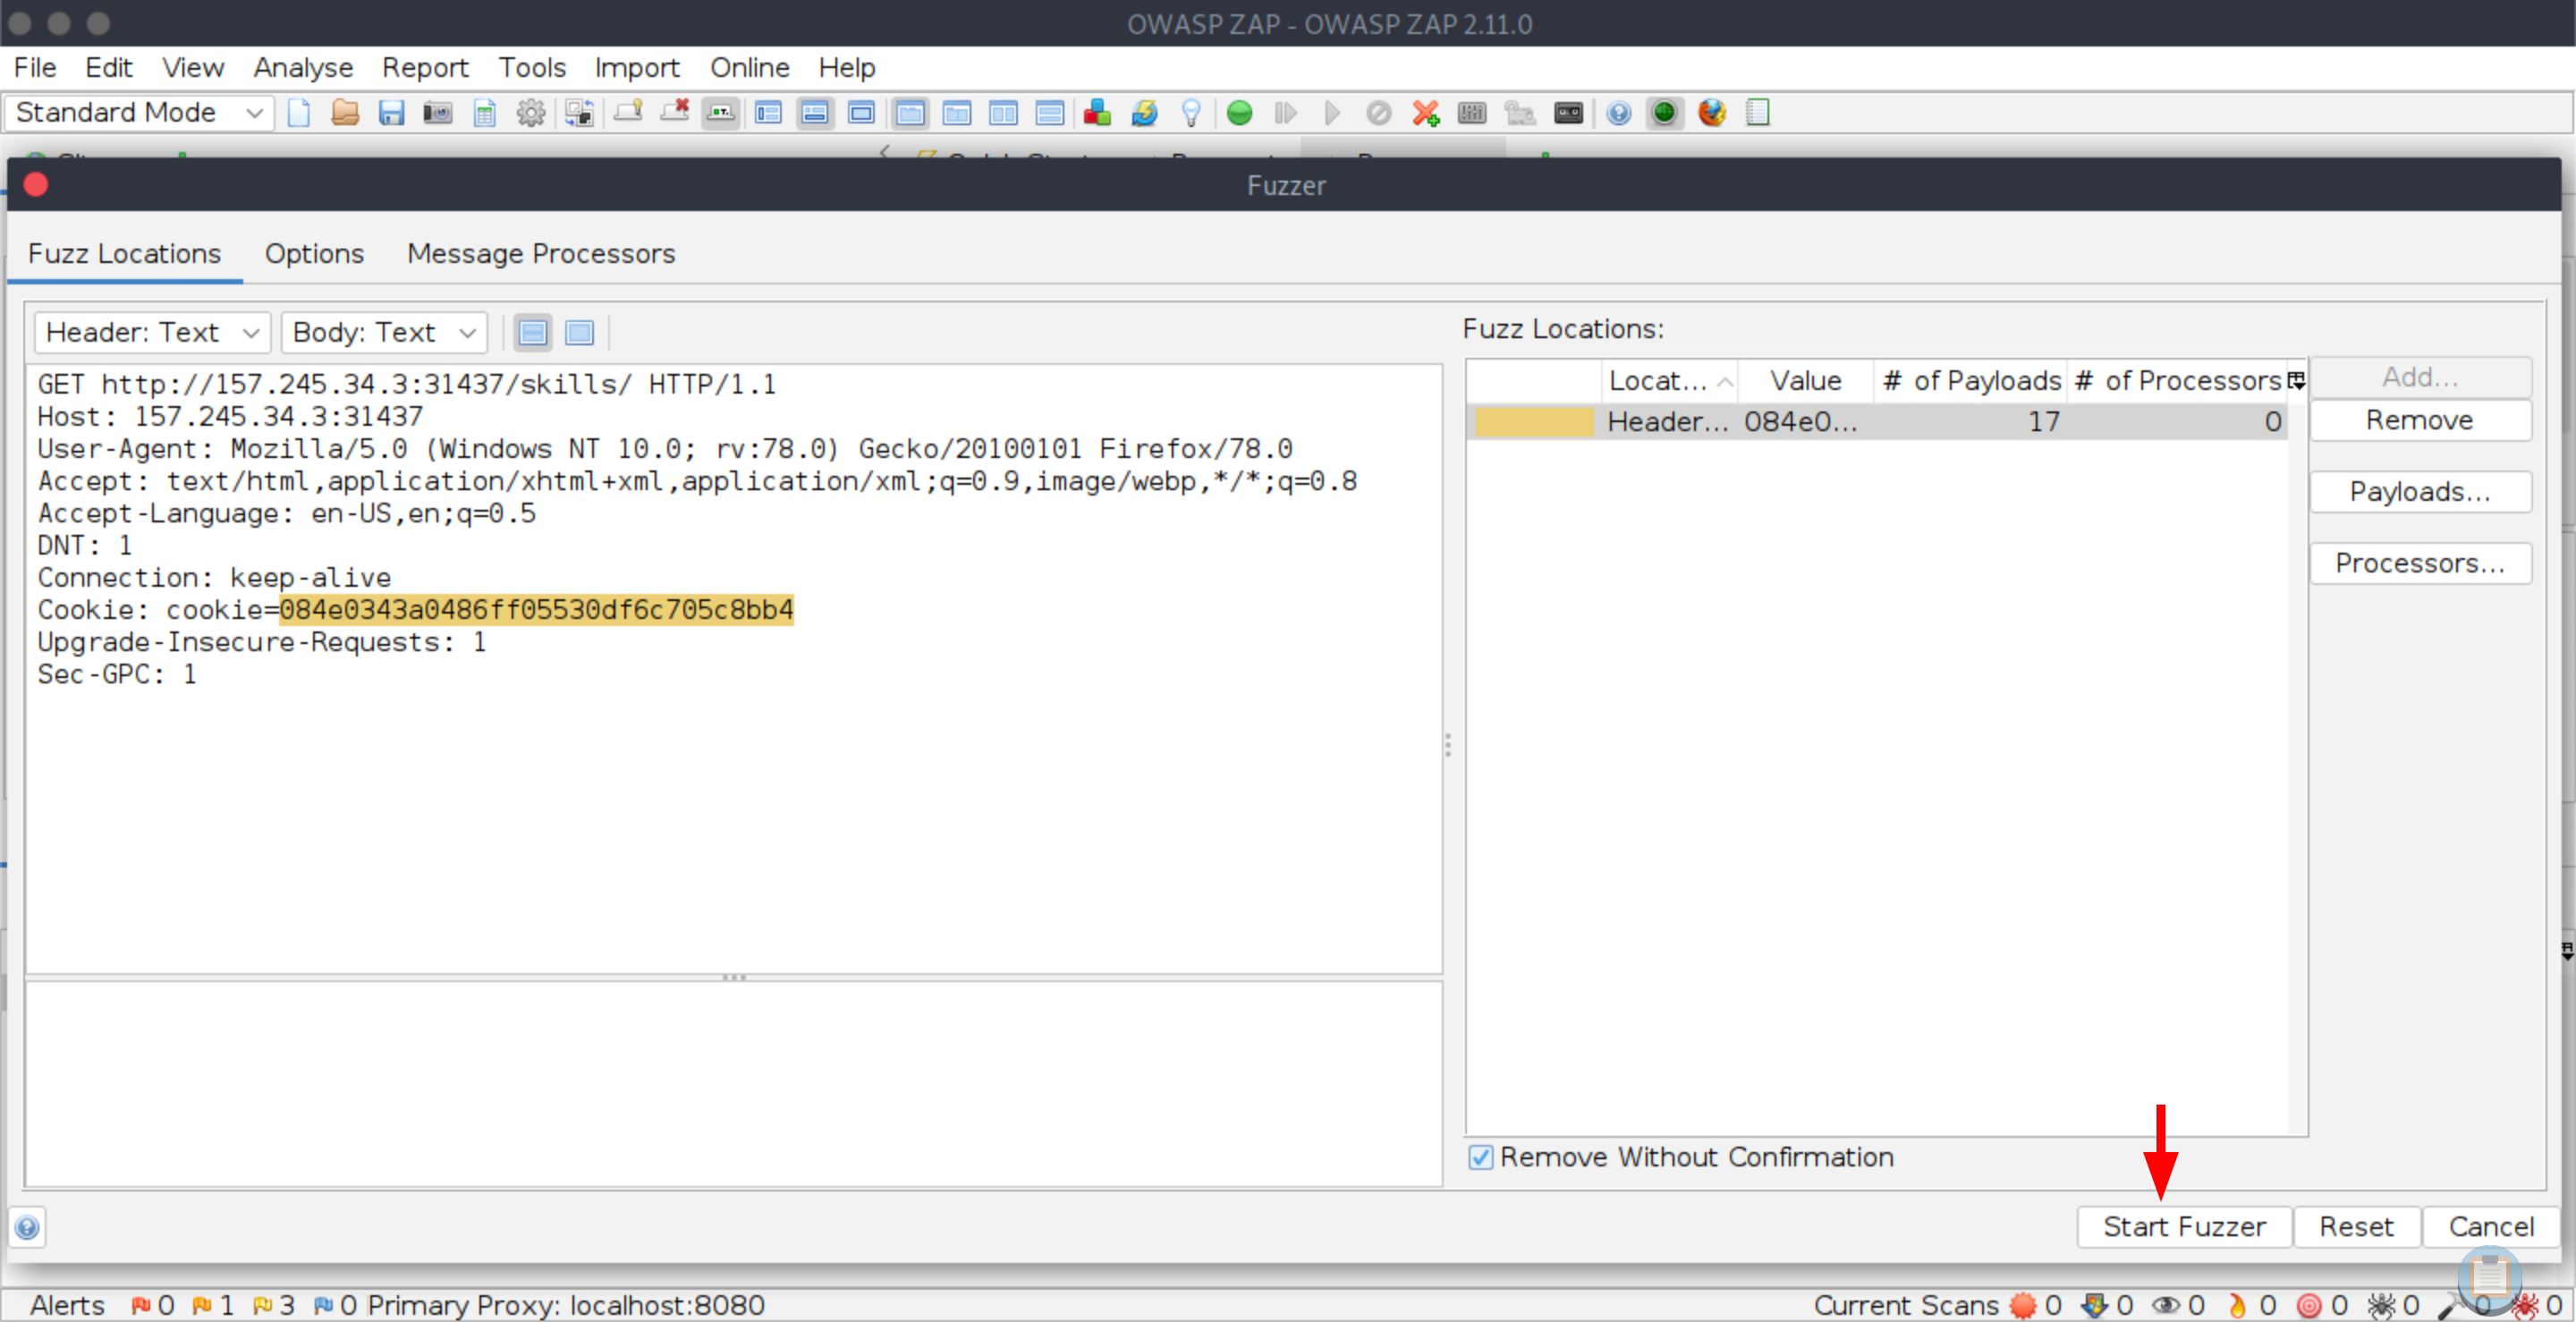 OWASP ZAP - OWASP ZAP 2.11.0
File Edit View Analyse Report Tools Import Online Help
Standard Mode
Fuzzer
Fuzz Locations Options Message Processors
Header: Text Body: Text
GET http://157.245.34.3:31437/skills/ HTTP/1.1
Host: 157.245.34.3:31437
User-Agent: Mozilla/5.0 (Windows NT 10.0; rv:78.0) Gecko/20100101 Firefox/78.0
Accept: text/html,application/xhtml+xml,application/xml;q=0.9,image/webp,*/*;q=0.8
Accept-Language: en-US,en;q=0.5
DNT: 1
Connection: keep-alive
Cookie: cookie=084e0343a0486ff05530df6c705c8bb4
Upgrade-Insecure-Requests: 1
Sec-GPC: 1
Fuzz Locations:
Locat... Value # of Payloads # of Processors
Header... 084e0... 17 0
Add...
Remove
Payloads...
Processors...
Remove Without Confirmation
Start Fuzzer Reset Cancel
Alerts 0 1 3 0 Primary Proxy: localhost:8080
Current Scans 0 0 0 0 0 0 0 0